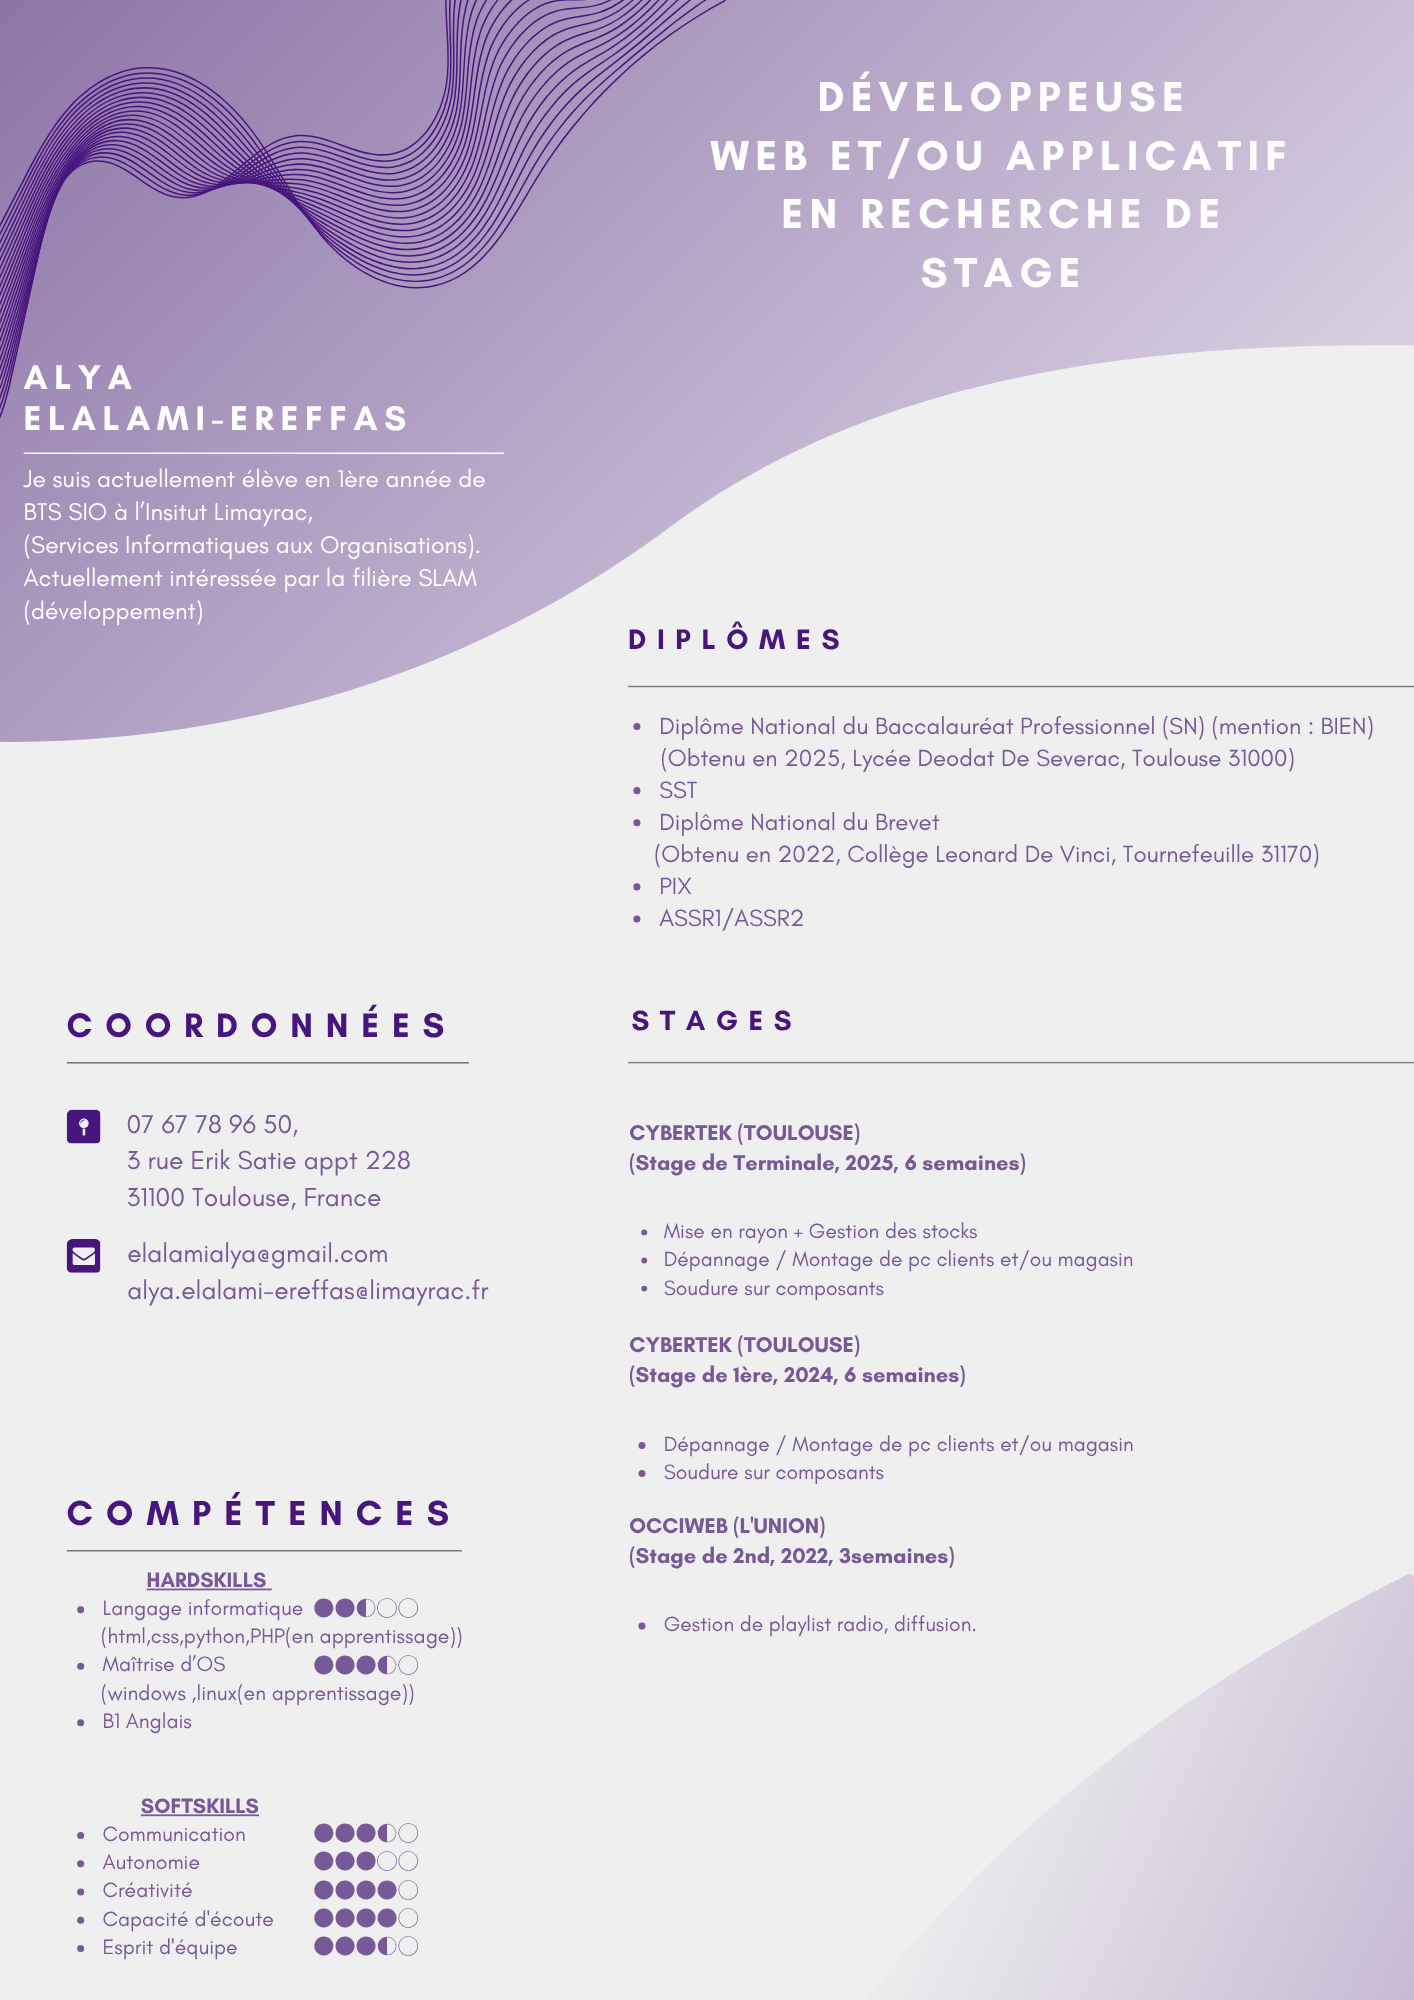 DÉVELOPPEUSE
WEB ET/OU APPLICATIF
EN RECHERCHE DE
STAGE
ALYA
ELALAMI-EREFFAS
Je suis actuellement élève en 1ère année de
BTS SIO à l'Insitut Limayrac,
(Services Informatiques aux Organisations).
Actuellement intéressée par la filière SLAM
(développement)
DIPLÔMES
• Diplôme National du Baccalauréat Professionnel (SN) (mention : BIEN)
(Obtenu en 2025, Lycée Deodat De Severac, Toulouse 31000)
• SST
• Diplôme National du Brevet
(Obtenu en 2022, Collège Leonard De Vinci, Tournefeuille 31170)
• PIX
• ASSR1/ASSR2
COORDONNÉES
07 67 78 96 50,
3 rue Erik Satie appt 228
31100 Toulouse, France
elalamialya@gmail.com
alya.elalami-ereffas@limayrac.fr
COMPÉTENCES
HARDSKILLS
• Langage informatique
(html,css,python,PHP(en apprentissage))
• Maîtrise d'OS
(windows ,linux(en apprentissage))
• B1 Anglais
SOFTSKILLS
• Communication
• Autonomie
• Créativité
• Capacité d'écoute
• Esprit d'équipe
STAGES
CYBERTEK (TOULOUSE)
(Stage de Terminale, 2025, 6 semaines)
• Mise en rayon + Gestion des stocks
• Dépannage / Montage de pc clients et/ou magasin
• Soudure sur composants
CYBERTEK (TOULOUSE)
(Stage de 1ère, 2024, 6 semaines)
• Dépannage / Montage de pc clients et/ou magasin
• Soudure sur composants
OCCIWEB (L'UNION)
(Stage de 2nd, 2022, 3semaines)
• Gestion de playlist radio, diffusion.